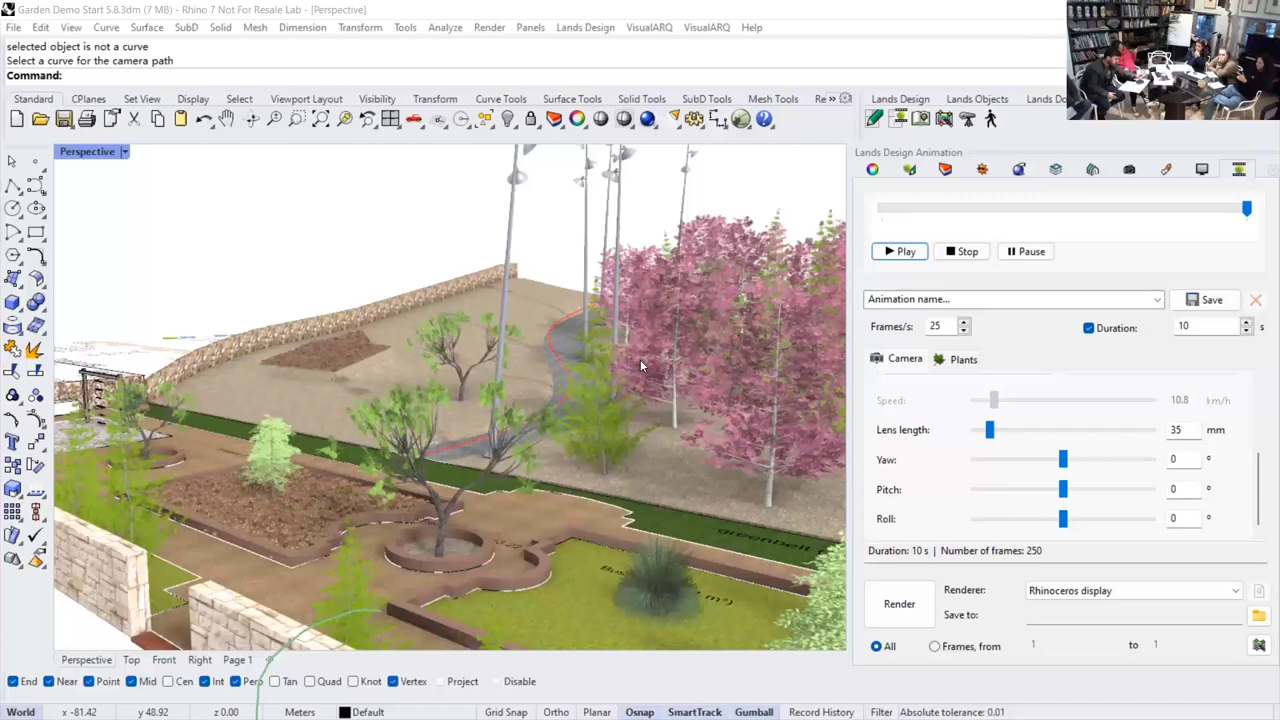 Garden Demo Start 5.8.3dm (7 MB) - Rhino 7 Not For Resale Lab - [Perspective]
File Edit View Curve Surface SubD Solid Mesh Dimension Transform Tools Analyze Render Panels Lands Design VisualARQ VisualARQ Help
selected object is not a curve
Select a curve for the camera path
Command:
Standard CPlanes Set View Display Select Viewport Layout Visibility Transform Curve Tools Surface Tools Solid Tools SubD Tools Mesh Tools Re »
Lands Design Lands Objects Lands Do
Perspective
Lands Design Animation
Play Stop Pause
Animation name... Save
Frames/s: 25 Duration: 10 s
Camera Plants
Speed: 10.8 km/h
Lens length: 35 mm
Yaw: 0 °
Pitch: 0 °
Roll: 0 °
Duration: 10 s | Number of frames: 250
Render
Renderer: Rhinoceros display
Save to:
All Frames, from 1 to 1
greenbelt
m²)
Perspective Top Front Right Page 1
End Near Point Mid Cen Int Perp Tan Quad Knot Vertex Project Disable
World x -81.42 y 48.92 z 0.00 Meters Default Grid Snap Ortho Planar Osnap SmartTrack Gumball Record History Filter Absolute tolerance: 0.01